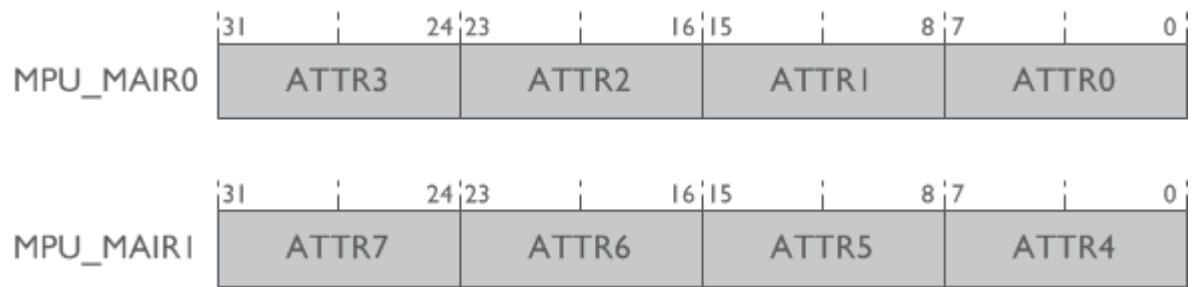 31 24 23 16 15 8 7 0
MPU_MAIR0 ATTR3 ATTR2 ATTR1 ATTR0
31 24 23 16 15 8 7 0
MPU_MAIR1 ATTR7 ATTR6 ATTR5 ATTR4